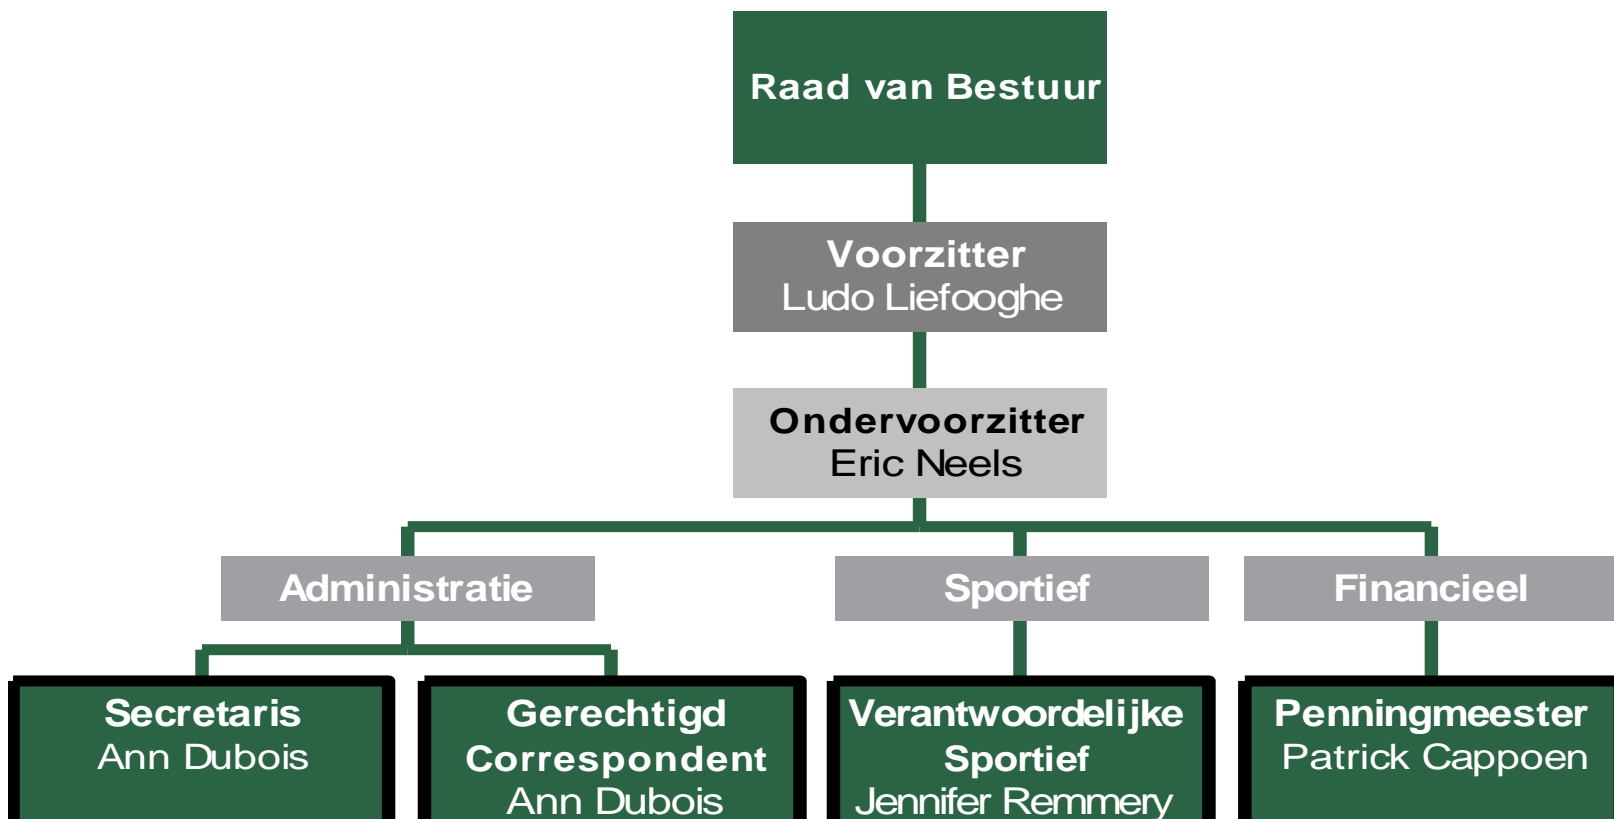 Raad van Bestuur
Voorzitter
Ludo Liefooghe
Ondervoorzitter
Eric Neels
Administratie
Sportief
Financieel
Secretaris
Ann Dubois
Gerechtigd
Correspondent
Ann Dubois
Verantwoordelijke
Sportief
Jennifer Remmery
Penningmeester
Patrick Cappoen